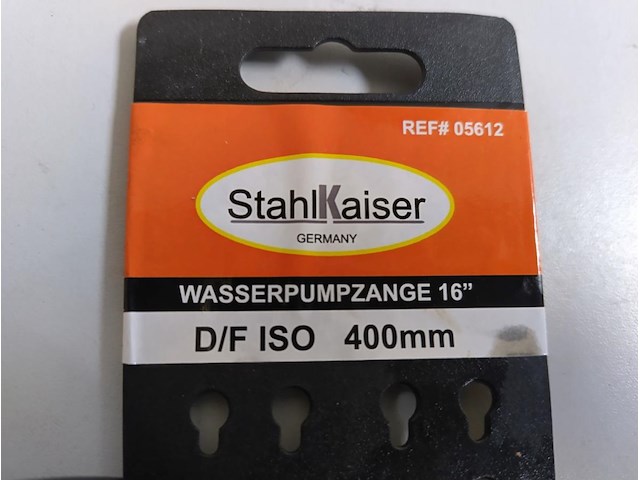 REF# 05612
StahlKaiser
GERMANY
WASSERPUMPZANGE 16”
D/F ISO 400mm